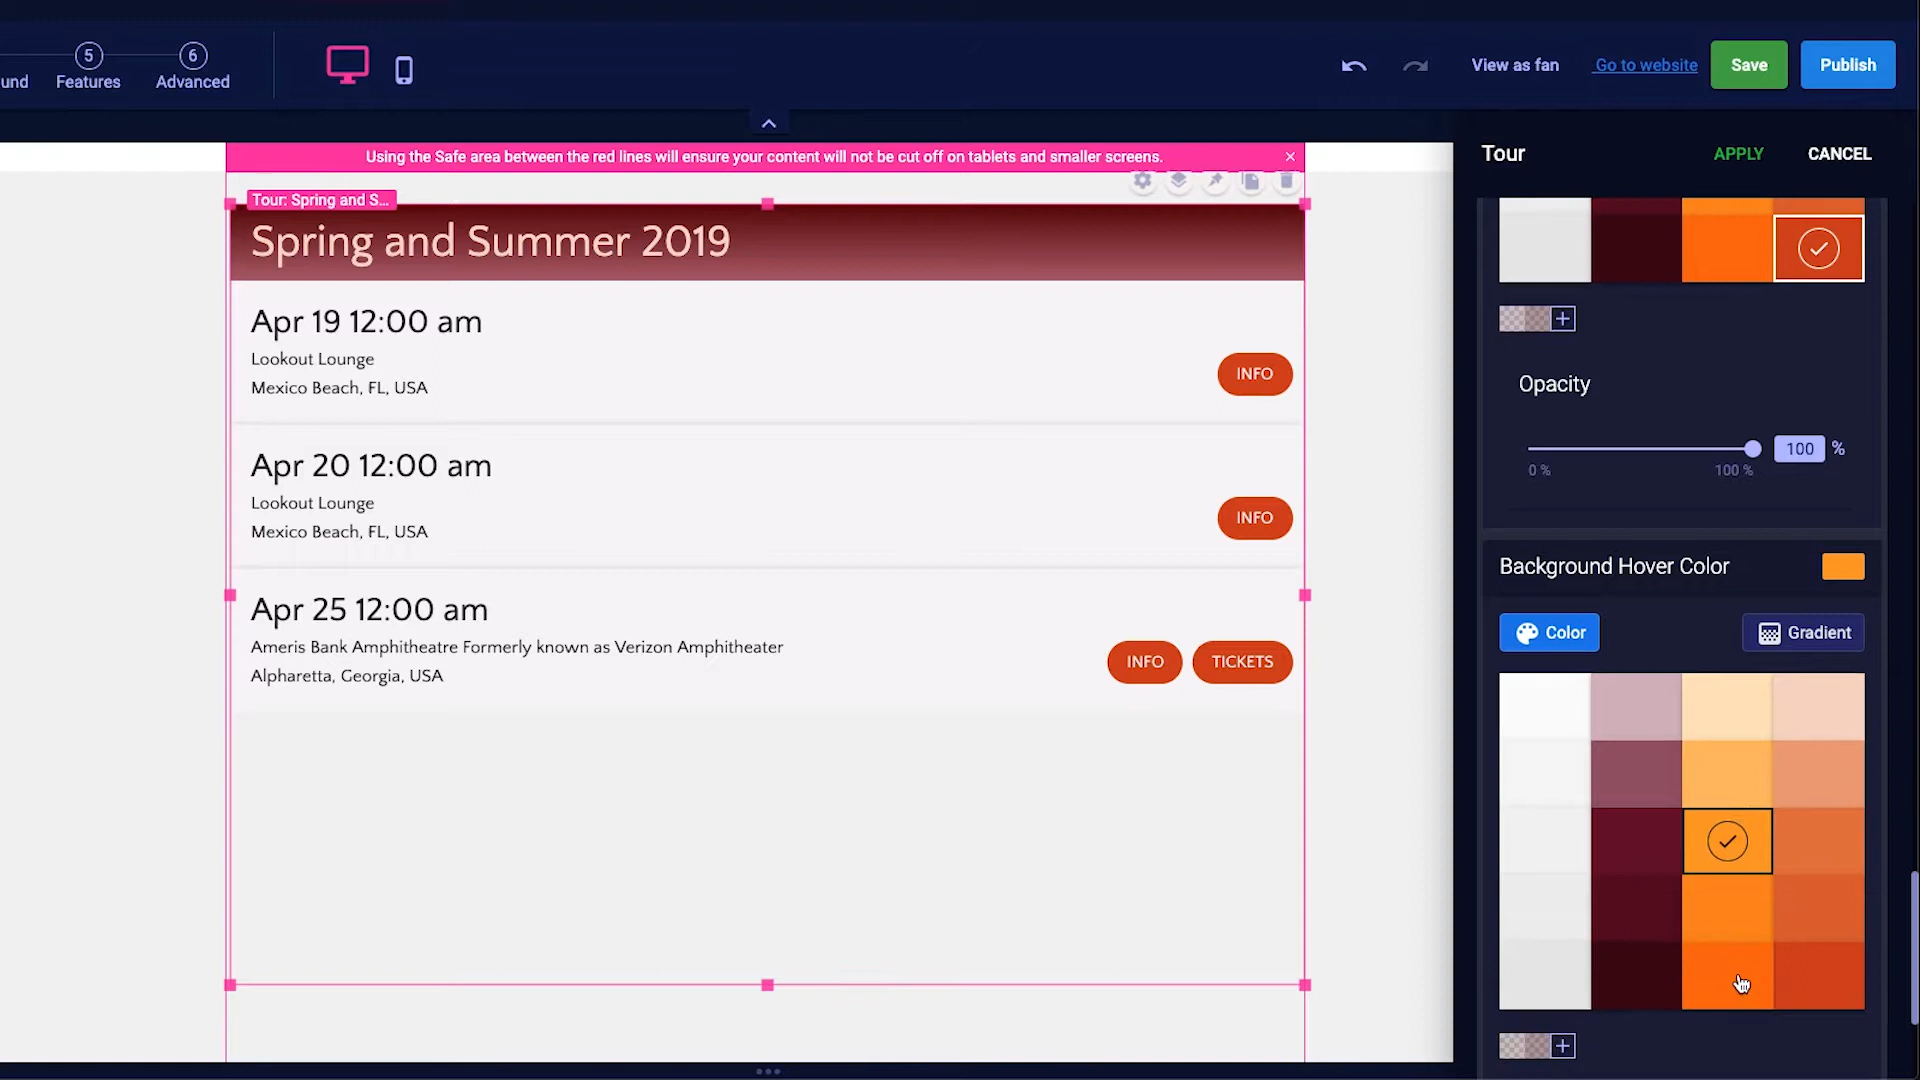 5
6
und
Features
Advanced
View as fan
Go to website
Save
Publish
Using the Safe area between the red lines will ensure your content will not be cut off on tablets and smaller screens.
Tour
APPLY
CANCEL
Tour: Spring and S...
Spring and Summer 2019
Apr 19 12:00 am
Lookout Lounge
Mexico Beach, FL, USA
INFO
Apr 20 12:00 am
Lookout Lounge
Mexico Beach, FL, USA
INFO
Apr 25 12:00 am
Ameris Bank Amphitheatre Formerly known as Verizon Amphitheater
Alpharetta, Georgia, USA
INFO
TICKETS
Opacity
100 %
0 %
100 %
Background Hover Color
Color
Gradient